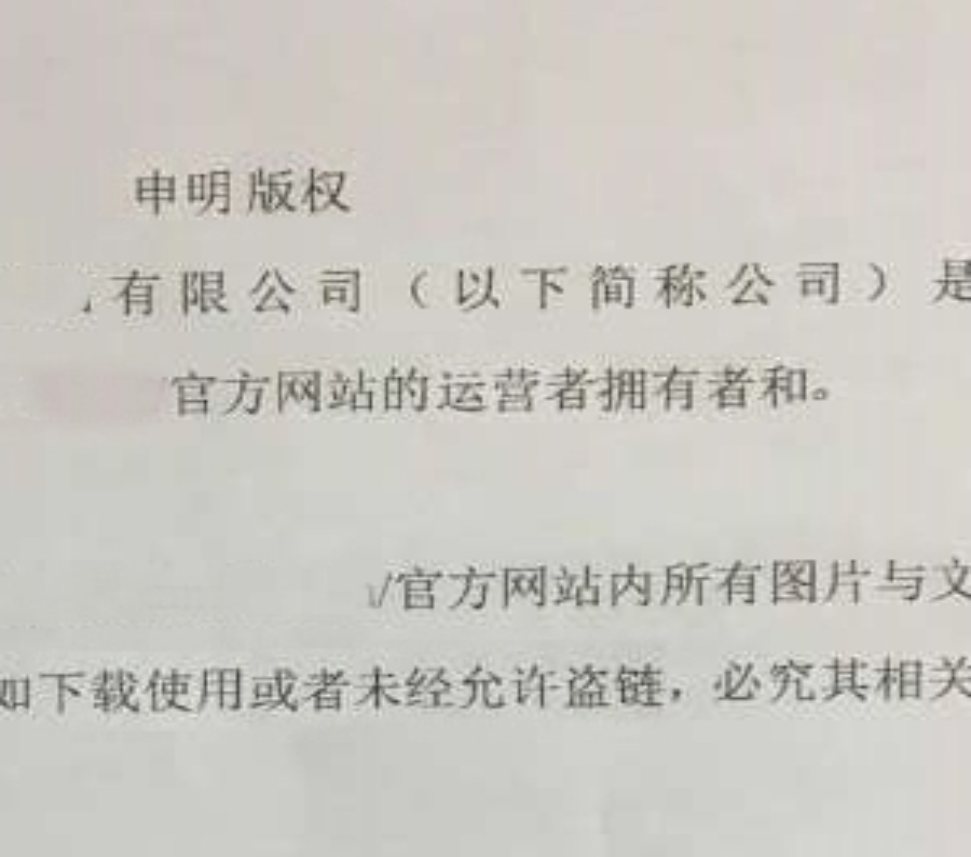 申明版权
有限公司（以下简称公司）是
官方网站的运营者拥有者和。
/官方网站内所有图片与文
如下载使用或者未经允许盗链，必究其相关